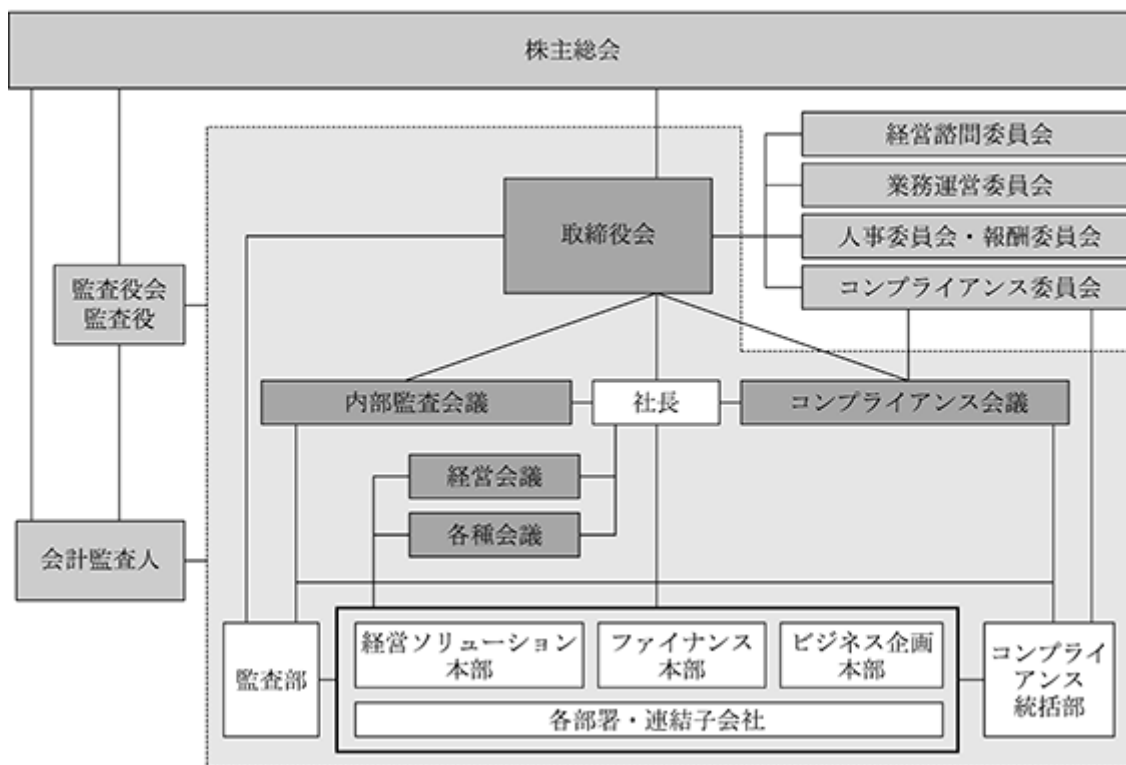 株主総会
経営諮問委員会
業務運営委員会
取締役会
人事委員会・報酬委員会
コンプライアンス委員会
監査役会
監査役
内部監査会議
社長
コンプライアンス会議
経営会議
各種会議
会計監査人
監査部
経営ソリューション
本部
ファイナンス
本部
ビジネス企画
本部
各部署・連結子会社
コンプライ
アンス
統括部